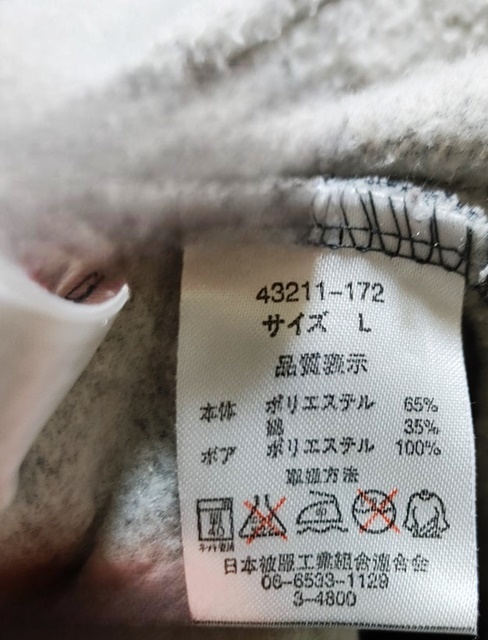 43211-172
サイズ L
品質表示
本体 ポリエステル 65%
綿 35%
ボア ポリエステル 100%
取扱方法
弱
40
ネット使用
日本被服工業組合連合会
06-6533-1129
3-4800